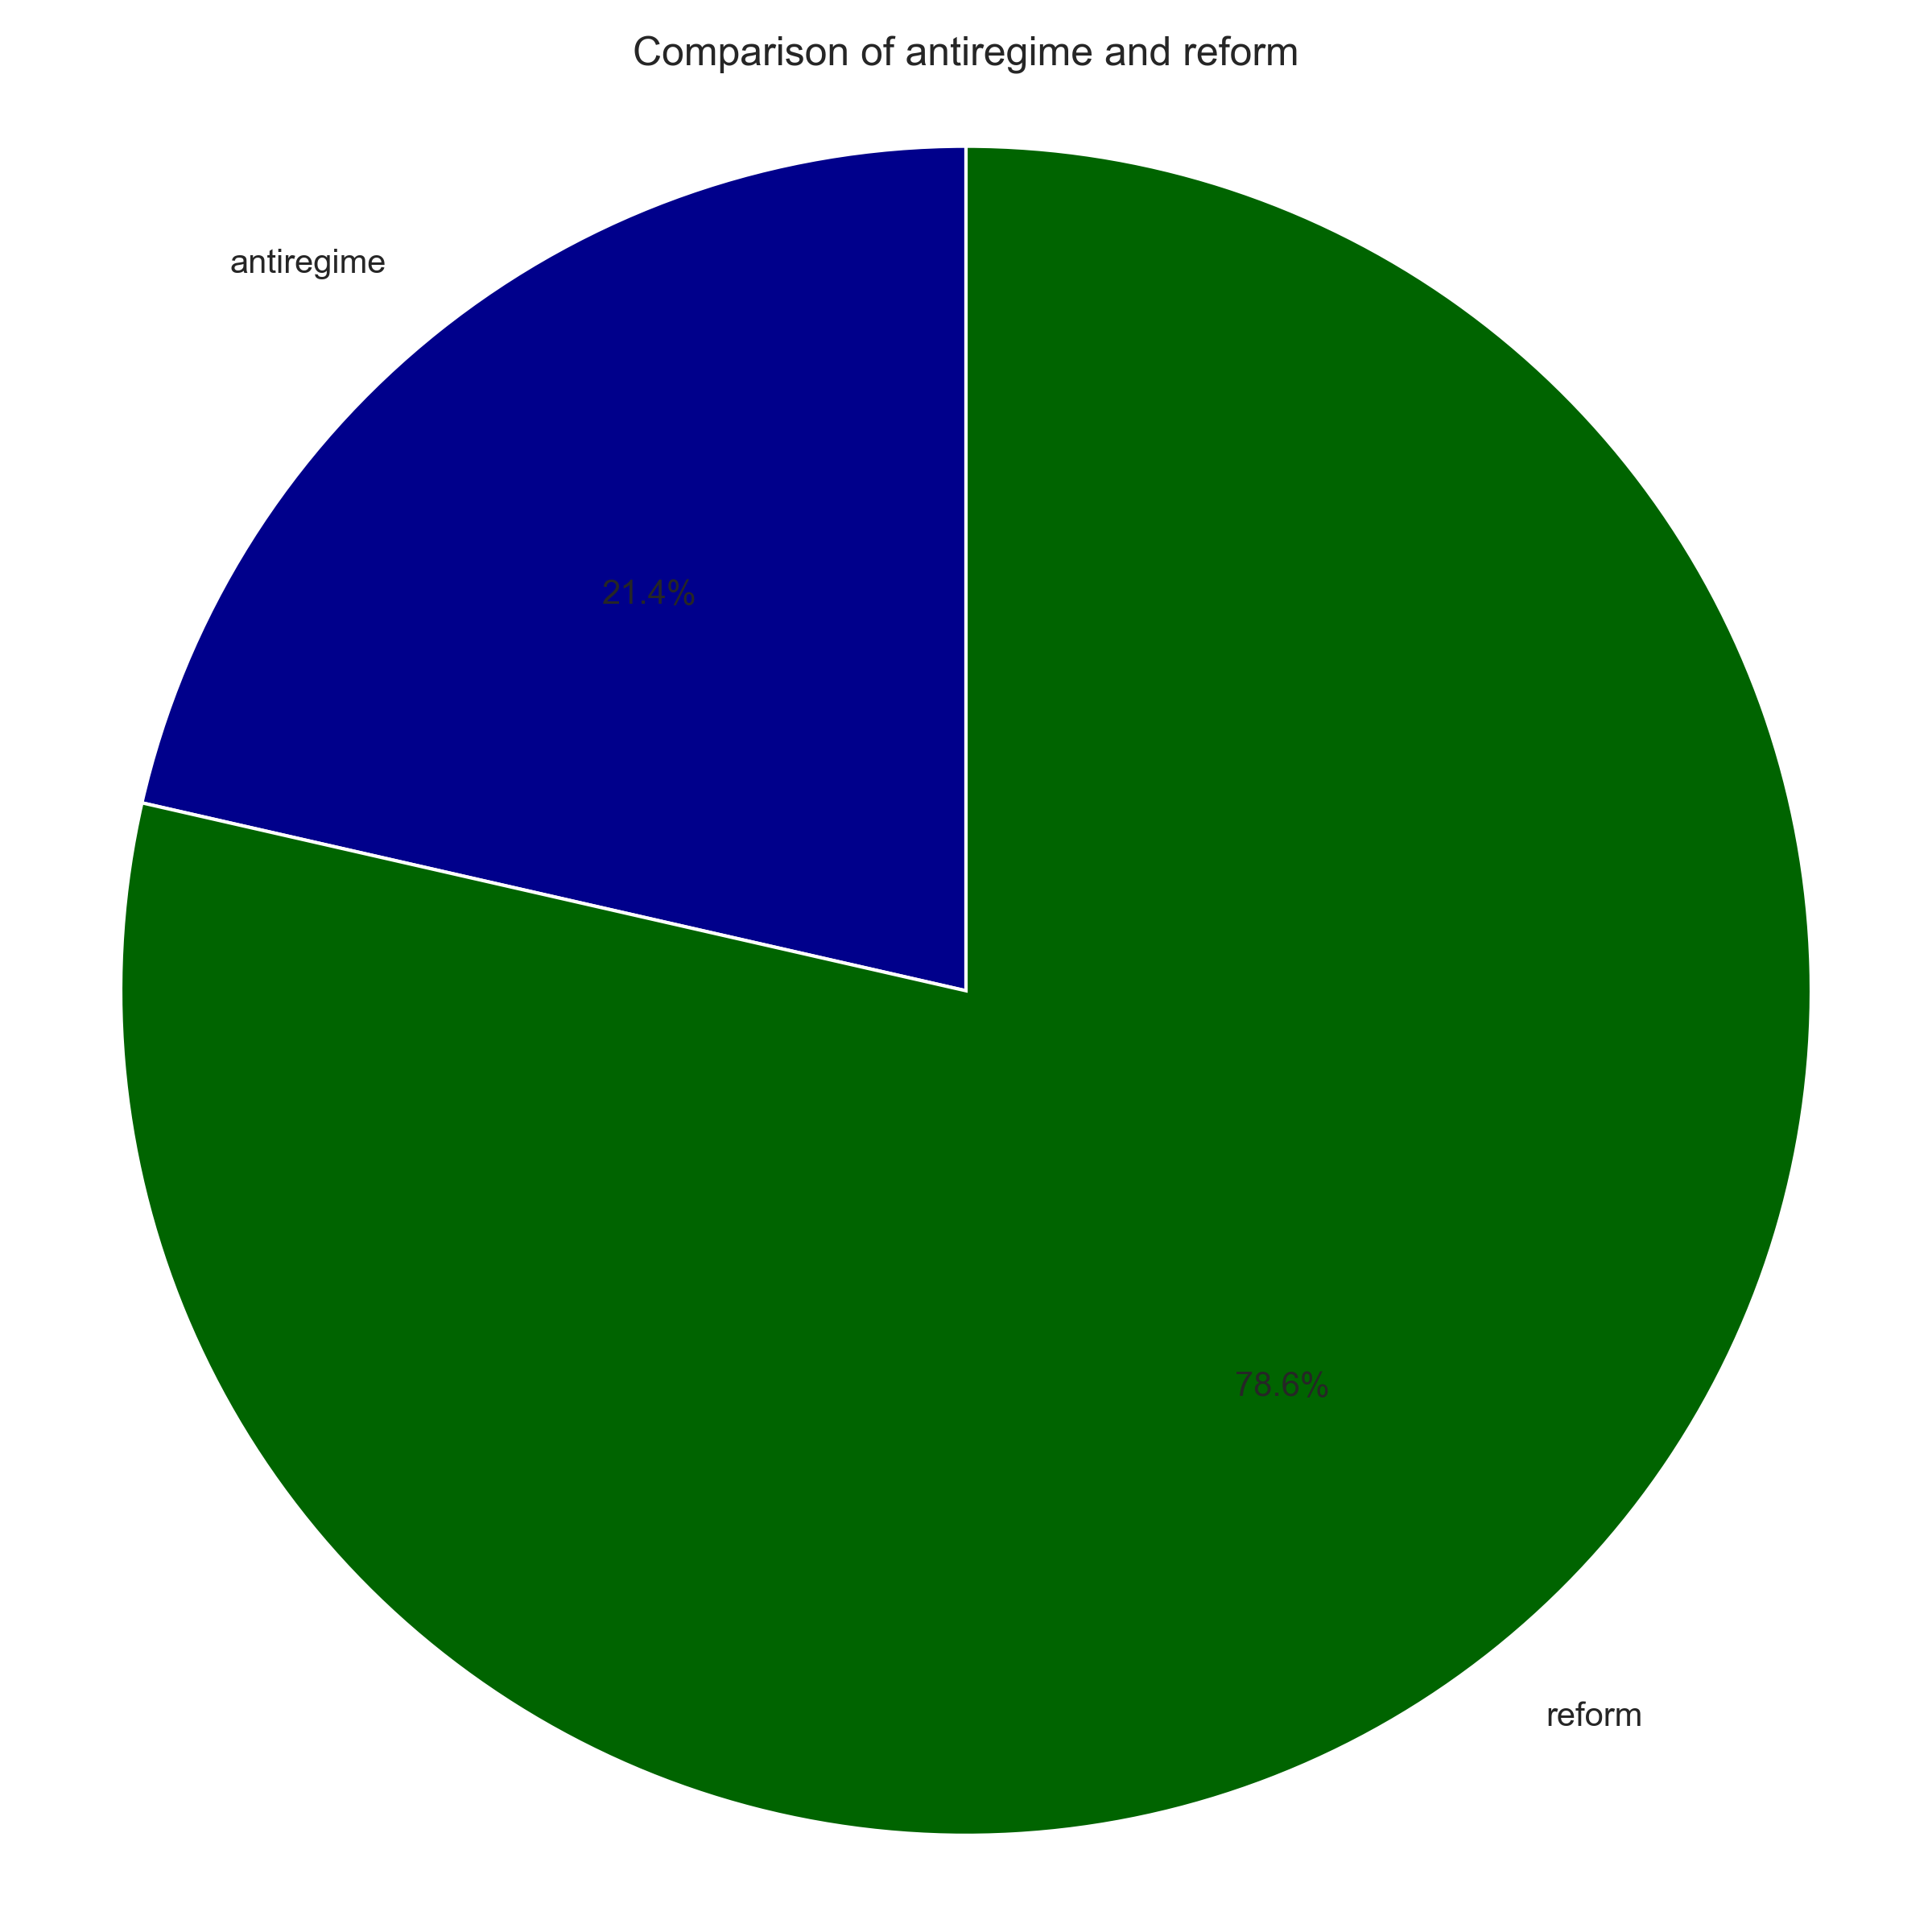 Comparison of antiregime and reform
antiregime
21.4%
78.6%
reform